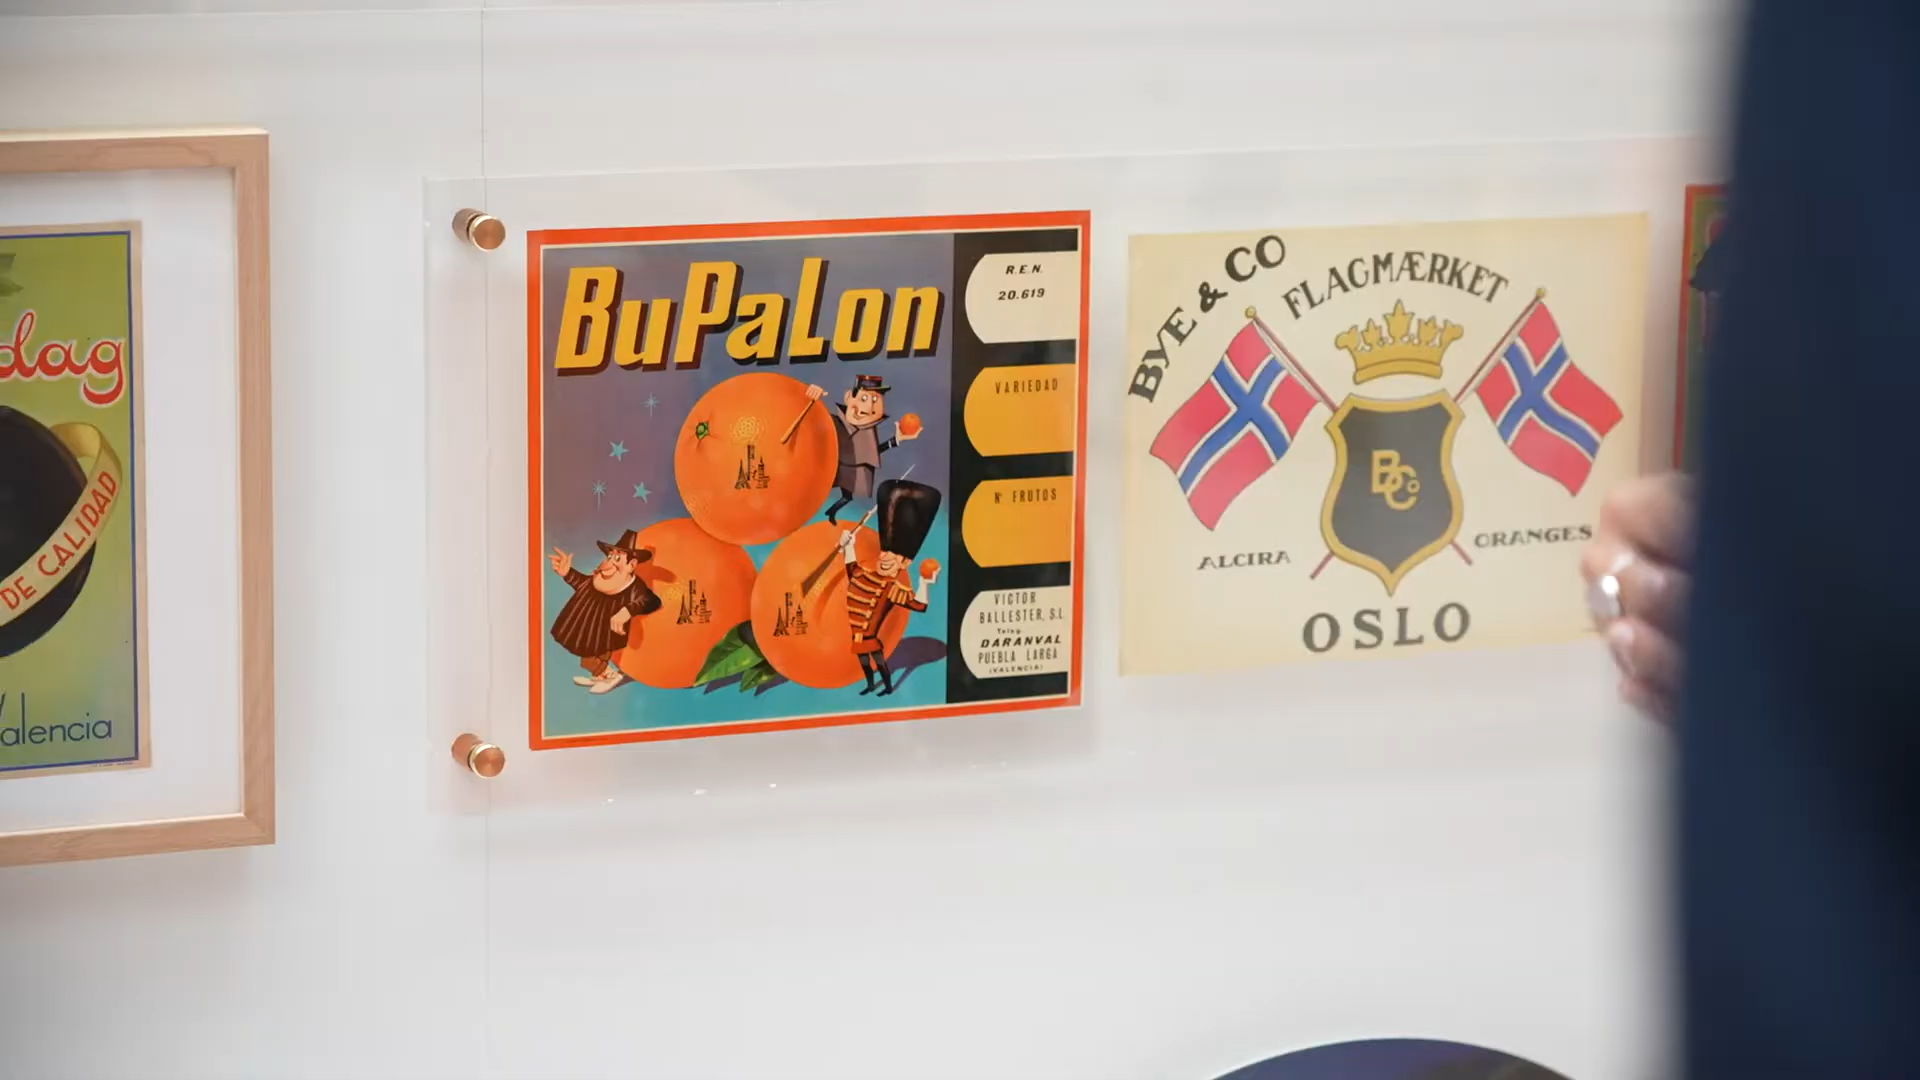 dag
DE CALIDAD
Valencia
BuPaLon
R.E.N.
20.619
VARIEDAD
Nº FRUTOS
VICTOR
BALLESTER, S.L.
Teleg.
DARANVAL
PUEBLA LARGA
(VALENCIA)
BYE & CO
FLAGMÆRKET
BCo
ALCIRA
ORANGES
OSLO